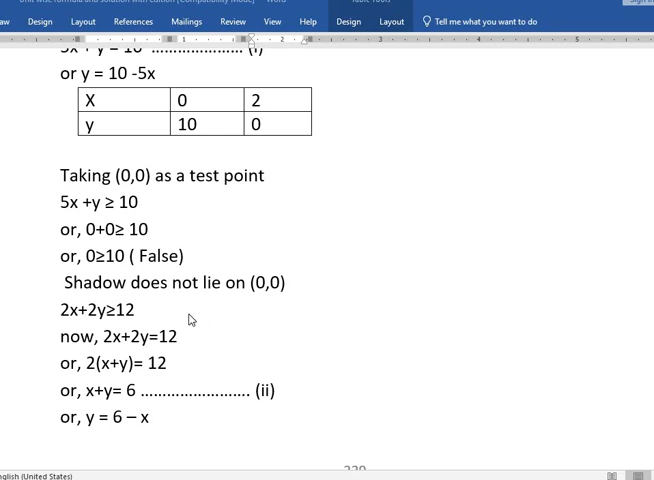 Design Layout References Mailings Review View Help Design Layout Tell me what you want to do
5x + y = 10 ........................ (i)
or y = 10 -5x
X 0 2
y 10 0
Taking (0,0) as a test point
5x +y ≥ 10
or, 0+0≥ 10
or, 0≥10 ( False)
Shadow does not lie on (0,0)
2x+2y≥12
now, 2x+2y=12
or, 2(x+y)= 12
or, x+y= 6 ............................ (ii)
or, y = 6 – x
(United States)